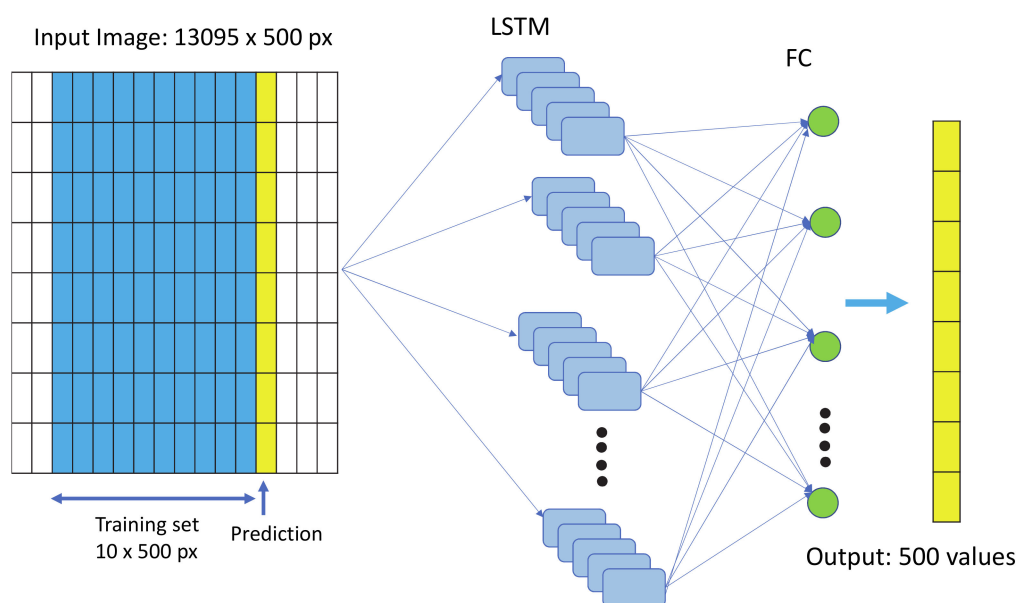 Input Image: 13095 x 500 px
LSTM
FC
Training set
10 x 500 px
Prediction
Output: 500 values